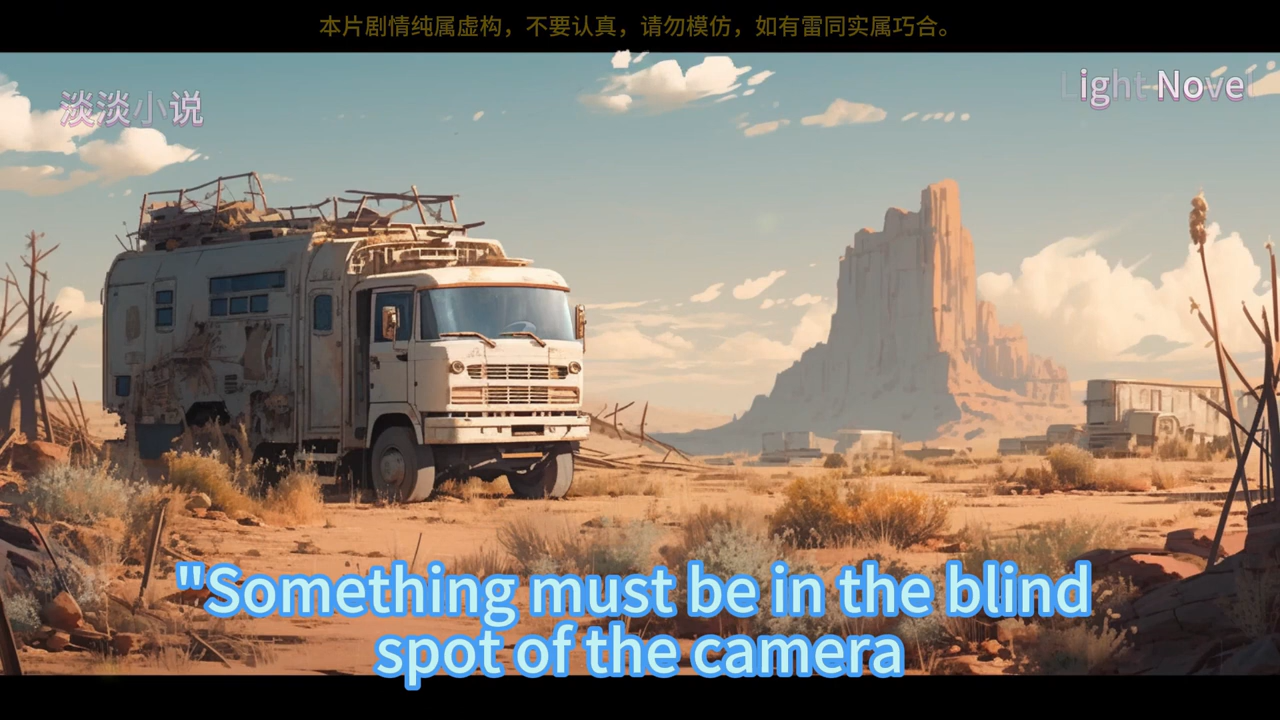 本片剧情纯属虚构，不要认真，请勿模仿，如有雷同实属巧合。
淡淡小说
Light Novel
"Something must be in the blind
spot of the camera